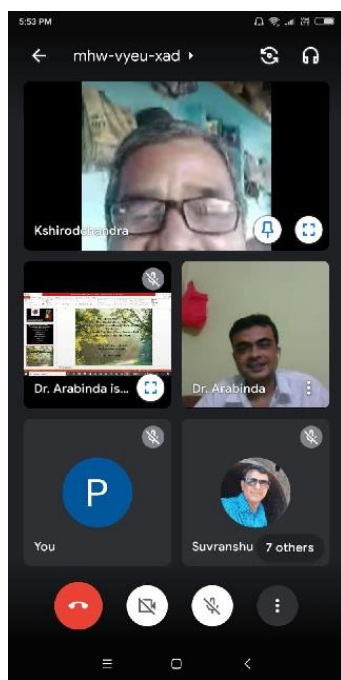 5:53 PM
mhw-vyeu-xad
Kshirodchandra
Dr. Arabinda is...
Dr. Arabinda
P
You
Suvranshu
7 others